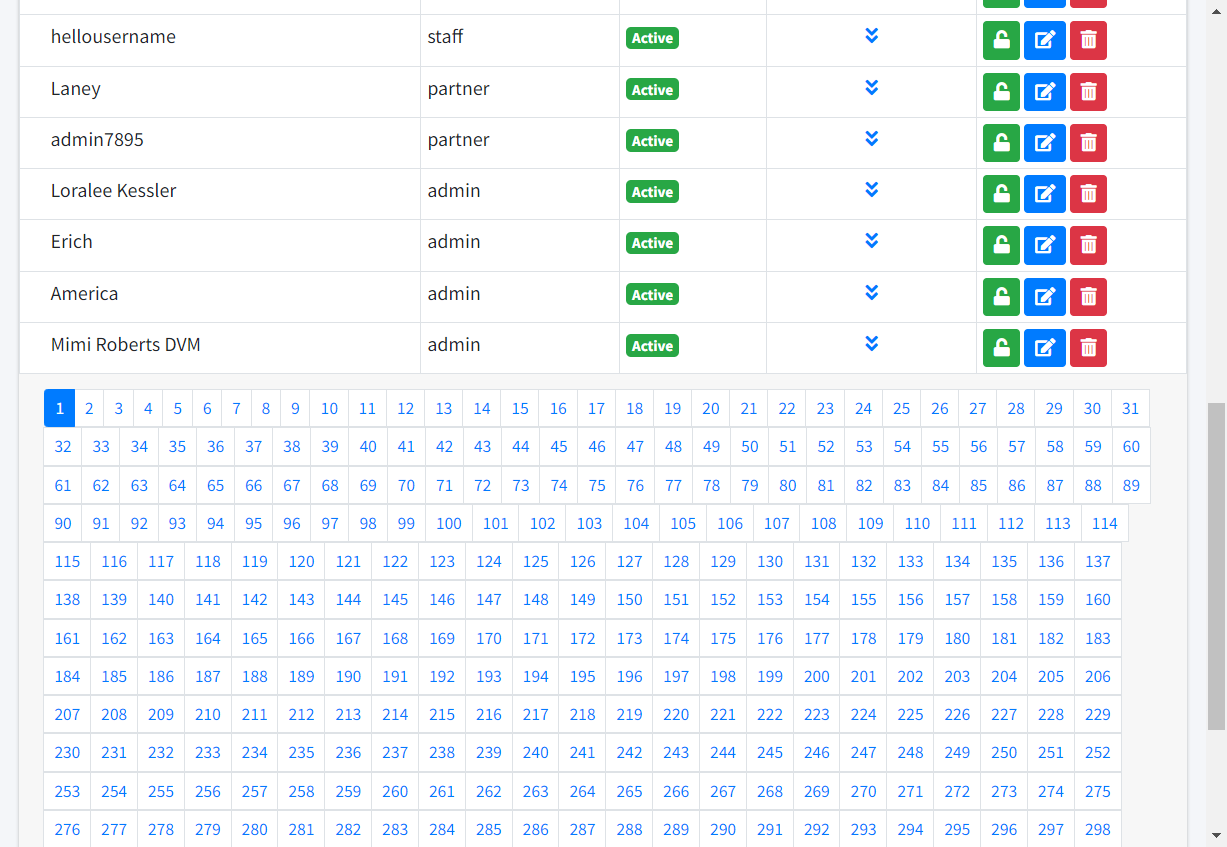 hellousername staff Active
Laney partner Active
admin7895 partner Active
Loralee Kessler admin Active
Erich admin Active
America admin Active
Mimi Roberts DVM admin Active
1 2 3 4 5 6 7 8 9 10 11 12 13 14 15 16 17 18 19 20 21 22 23 24 25 26 27 28 29 30 31
32 33 34 35 36 37 38 39 40 41 42 43 44 45 46 47 48 49 50 51 52 53 54 55 56 57 58 59 60
61 62 63 64 65 66 67 68 69 70 71 72 73 74 75 76 77 78 79 80 81 82 83 84 85 86 87 88 89
90 91 92 93 94 95 96 97 98 99 100 101 102 103 104 105 106 107 108 109 110 111 112 113 114
115 116 117 118 119 120 121 122 123 124 125 126 127 128 129 130 131 132 133 134 135 136 137
138 139 140 141 142 143 144 145 146 147 148 149 150 151 152 153 154 155 156 157 158 159 160
161 162 163 164 165 166 167 168 169 170 171 172 173 174 175 176 177 178 179 180 181 182 183
184 185 186 187 188 189 190 191 192 193 194 195 196 197 198 199 200 201 202 203 204 205 206
207 208 209 210 211 212 213 214 215 216 217 218 219 220 221 222 223 224 225 226 227 228 229
230 231 232 233 234 235 236 237 238 239 240 241 242 243 244 245 246 247 248 249 250 251 252
253 254 255 256 257 258 259 260 261 262 263 264 265 266 267 268 269 270 271 272 273 274 275
276 277 278 279 280 281 282 283 284 285 286 287 288 289 290 291 292 293 294 295 296 297 298